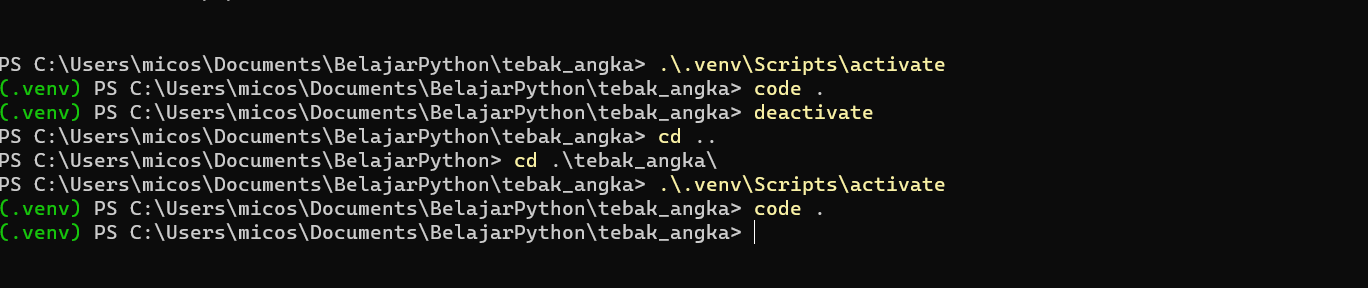 PS C:\Users\micos\Documents\BelajarPython\tebak_angka> .\.venv\Scripts\activate
(.venv) PS C:\Users\micos\Documents\BelajarPython\tebak_angka> code .
(.venv) PS C:\Users\micos\Documents\BelajarPython\tebak_angka> deactivate
PS C:\Users\micos\Documents\BelajarPython\tebak_angka> cd ..
PS C:\Users\micos\Documents\BelajarPython> cd .\tebak_angka\
PS C:\Users\micos\Documents\BelajarPython\tebak_angka> .\.venv\Scripts\activate
(.venv) PS C:\Users\micos\Documents\BelajarPython\tebak_angka> code .
(.venv) PS C:\Users\micos\Documents\BelajarPython\tebak_angka>